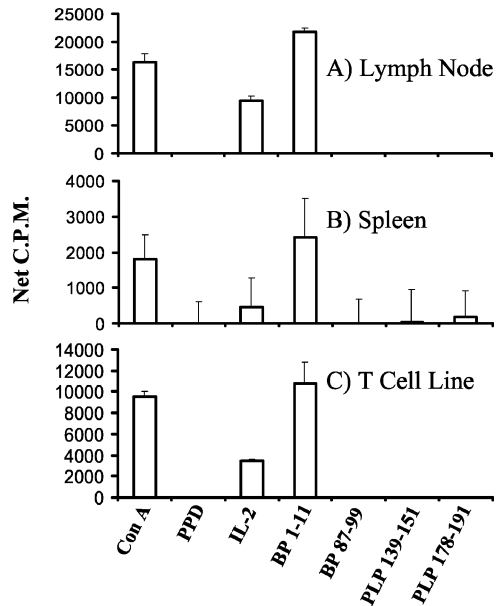 25000
20000
15000
10000
5000
0
A) Lymph Node
4000
3000
2000
1000
0
B) Spleen
Net C.P.M.
14000
12000
10000
8000
6000
4000
2000
0
C) T Cell Line
Con A
PPD
IL-2
BP 1-11
BP 87-99
PLP 139-151
PLP 178-191